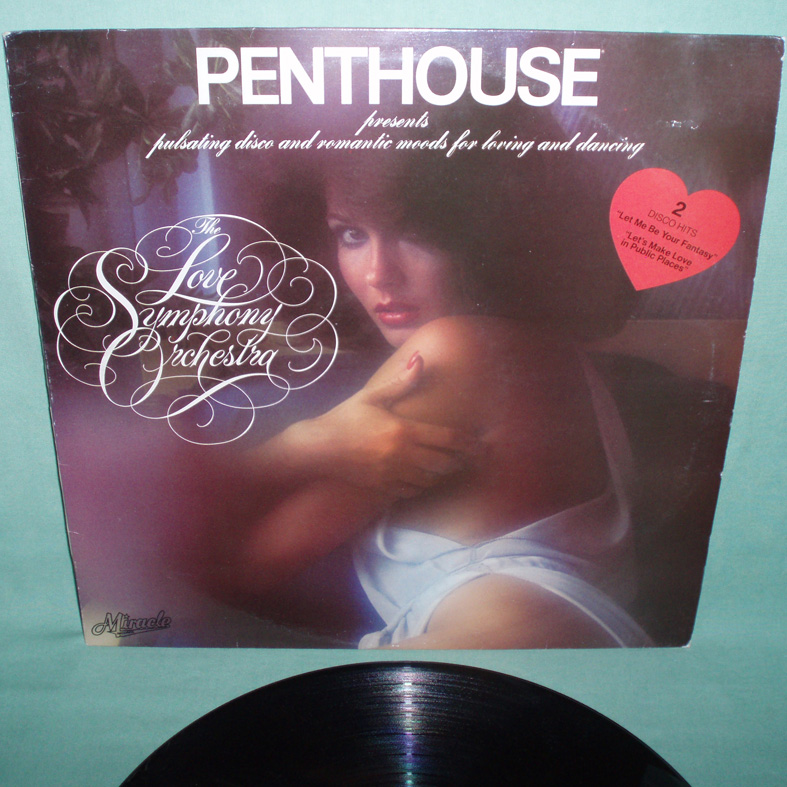 PENTHOUSE
presents
pulsating disco and romantic moods for loving and dancing
The
Love
Symphony
Orchestra
2
DISCO HITS
"Let Me Be Your Fantasy"
"Let's Make Love
in Public Places"
Miracle